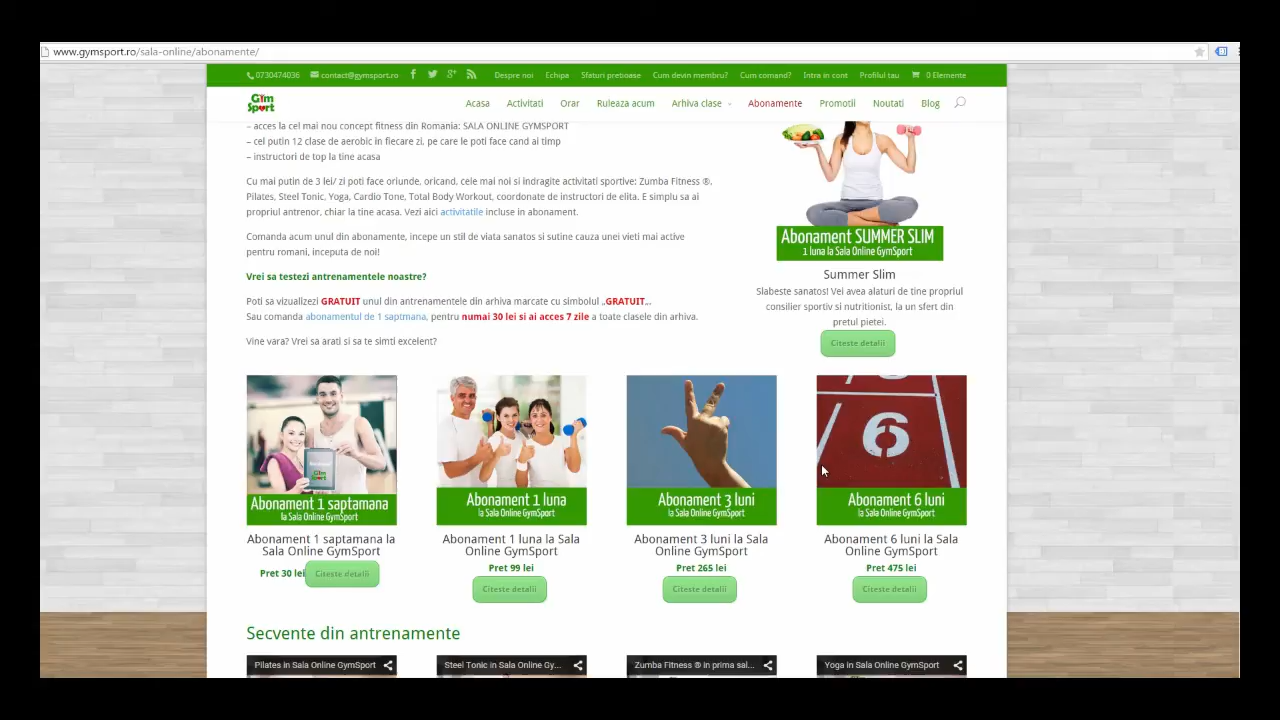 www.gymsport.ro/sala-online/abonamente/
0730474036 contact@gymsport.ro Despre noi Echipa Sfaturi pretioase Cum devin membru? Cum comand? Intra in cont Profilul tau 0 Elemente
Gym
Sport
Acasa Activitati Orar Ruleaza acum Arhiva clase Abonamente Promotii Noutati Blog
– acces la cel mai nou concept fitness din Romania: SALA ONLINE GYMSPORT
– cel putin 12 clase de aerobic in fiecare zi, pe care le poti face cand ai timp
– instructori de top la tine acasa
Cu mai putin de 3 lei/ zi poti face oriunde, oricand, cele mai noi si indragite activitati sportive: Zumba Fitness ®,
Pilates, Steel Tonic, Yoga, Cardio Tone, Total Body Workout, coordonate de instructori de elita. E simplu sa ai
propriul antrenor, chiar la tine acasa. Vezi aici activitatile incluse in abonament.
Comanda acum unul din abonamente, incepe un stil de viata sanatos si sutine cauza unei vieti mai active
pentru romani, inceputa de noi!
Vrei sa testezi antrenamentele noastre?
Poti sa vizualizezi GRATUIT unul din antrenamentele din arhiva marcate cu simbolul „GRATUIT„.
Sau comanda abonamentul de 1 saptmana, pentru numai 30 lei si ai acces 7 zile a toate clasele din arhiva.
Vine vara? Vrei sa arati si sa te simti excelent?
Abonament SUMMER SLIM
1 luna la Sala Online GymSport
Summer Slim
Slabeste sanatos! Vei avea alaturi de tine propriul
consilier sportiv si nutritionist, la un sfert din
pretul pietei.
Citeste detalii
6
Abonament 1 saptamana
la Sala Online GymSport
Abonament 1 luna
la Sala Online GymSport
Abonament 3 luni
la Sala Online GymSport
Abonament 6 luni
la Sala Online GymSport
Abonament 1 saptamana la
Sala Online GymSport
Pret 30 lei Citeste detalii
Abonament 1 luna la Sala
Online GymSport
Pret 99 lei
Citeste detalii
Abonament 3 luni la Sala
Online GymSport
Pret 265 lei
Citeste detalii
Abonament 6 luni la Sala
Online GymSport
Pret 475 lei
Citeste detalii
Secvente din antrenamente
Pilates in Sala Online GymSport
Steel Tonic in Sala Online Gy...
Zumba Fitness ® in prima sal...
Yoga in Sala Online GymSport